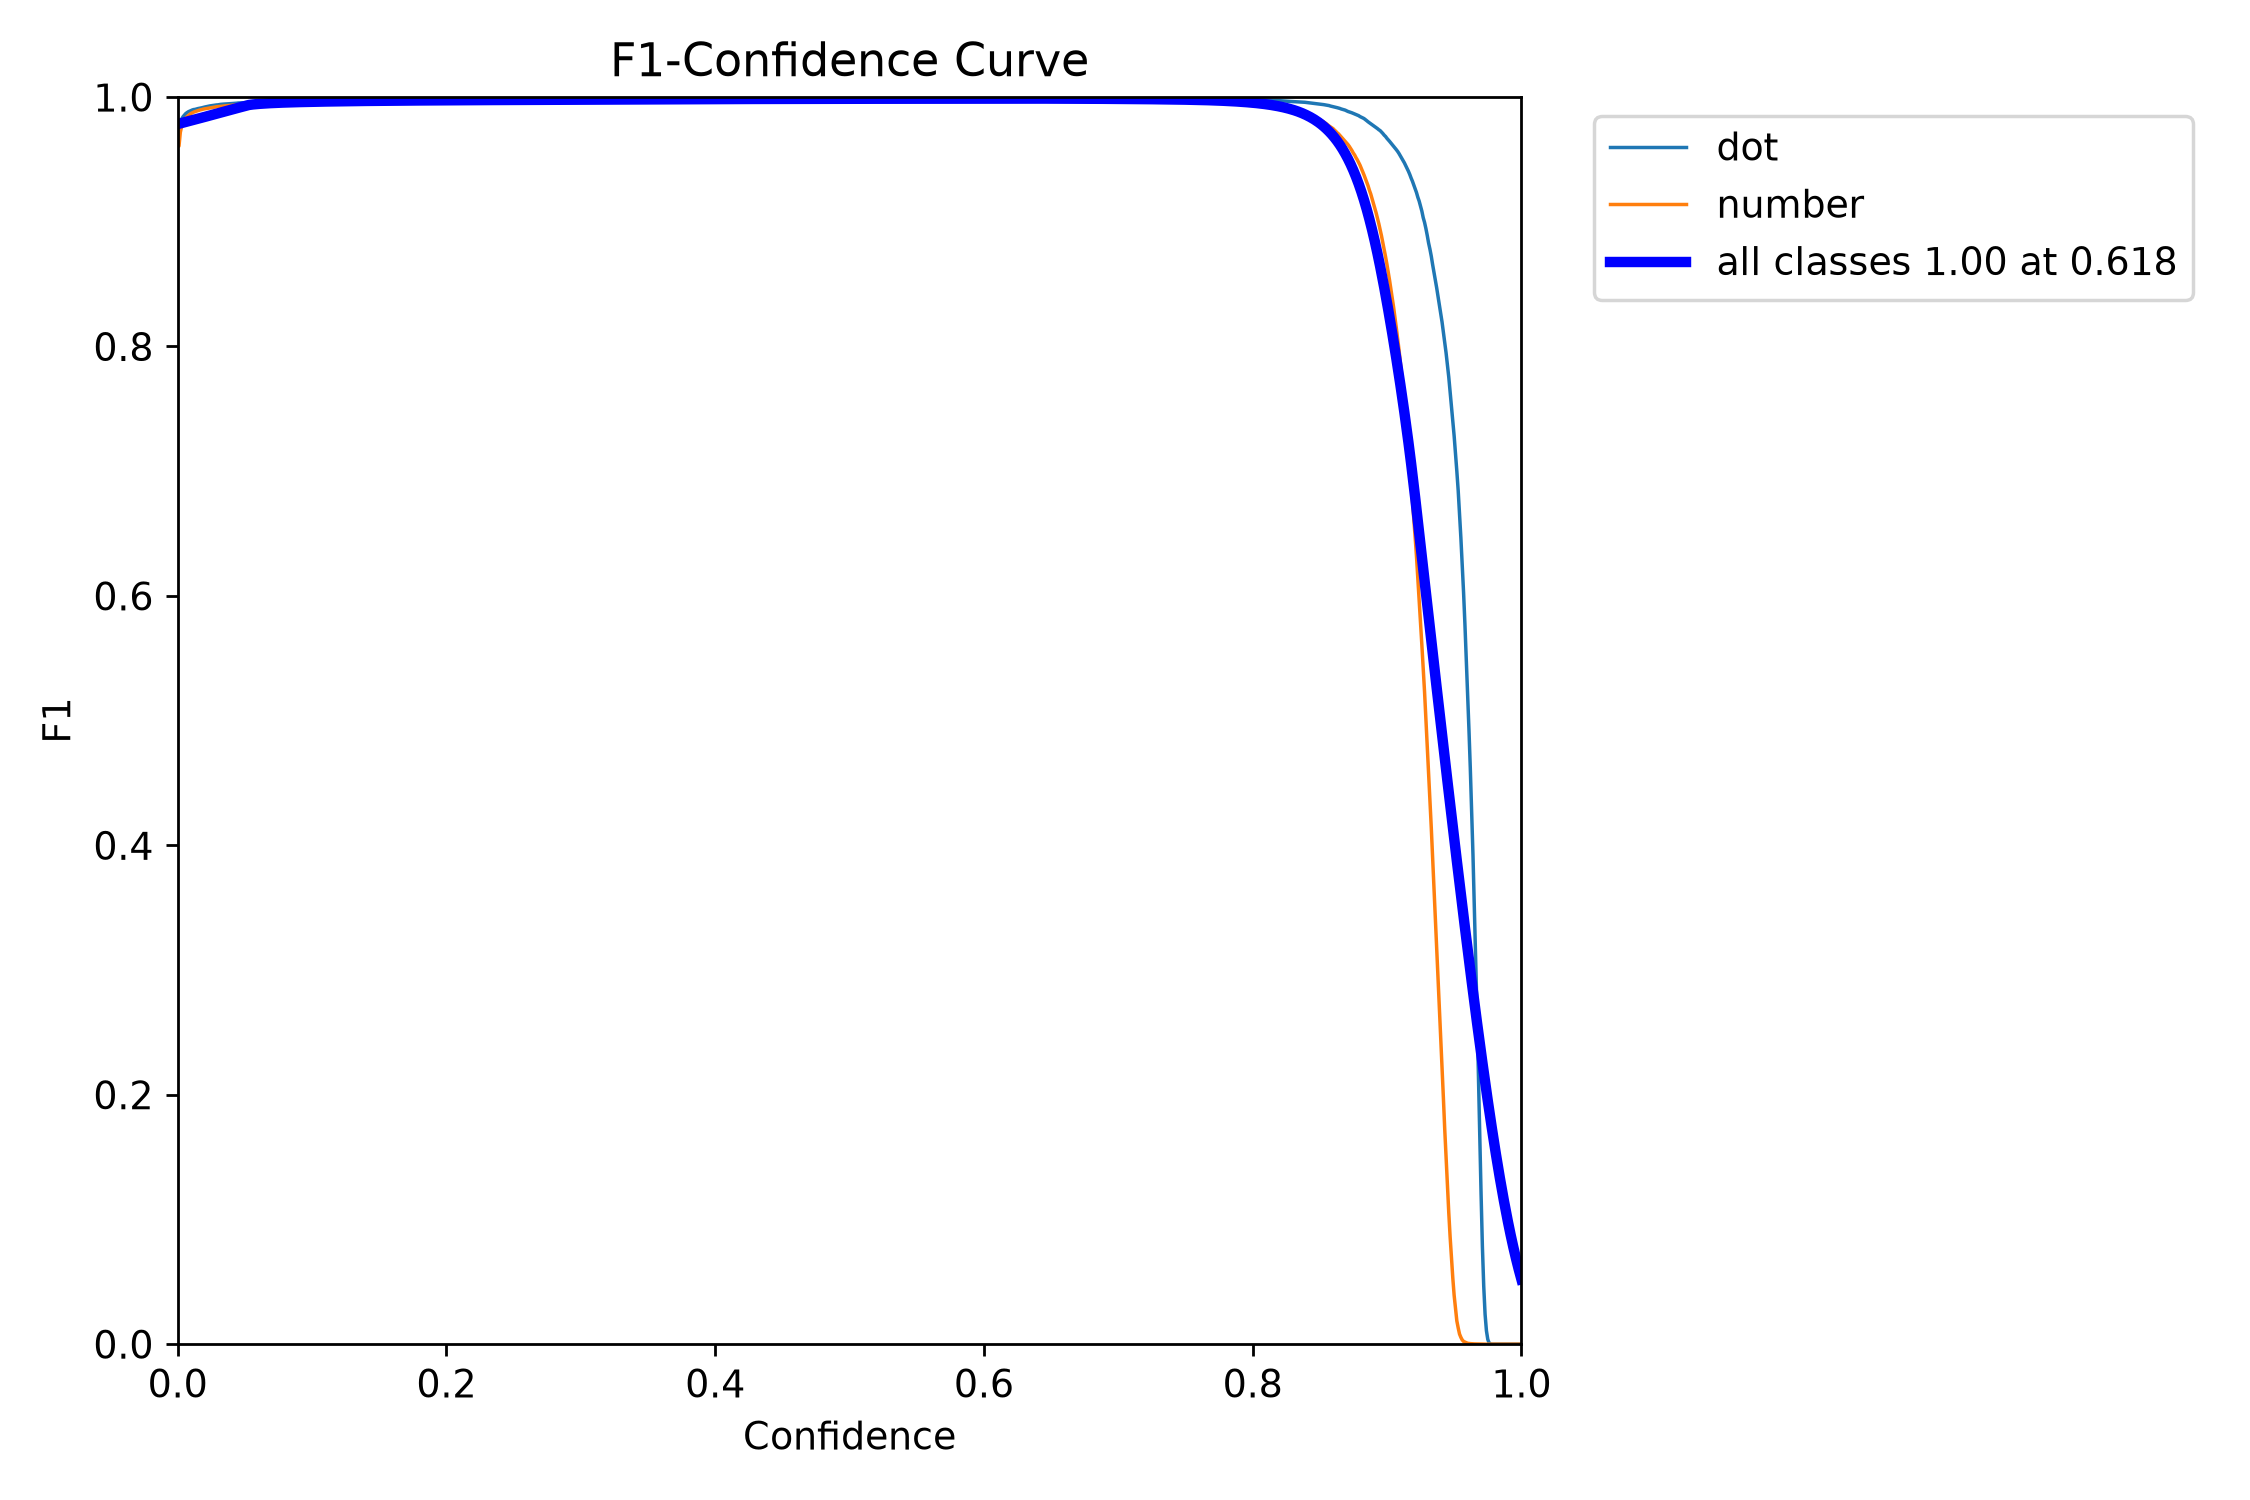 F1-Confidence Curve
dot
number
all classes 1.00 at 0.618
1.0
0.8
0.6
0.4
0.2
0.0
F1
0.0 0.2 0.4 0.6 0.8 1.0
Confidence